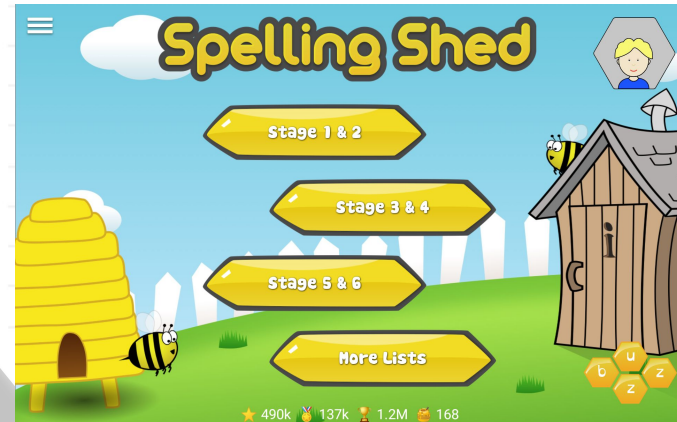 Spelling Shed
Stage 1 & 2
Stage 3 & 4
i
Stage 5 & 6
More Lists
b u z z
490k 137k 1.2M 168